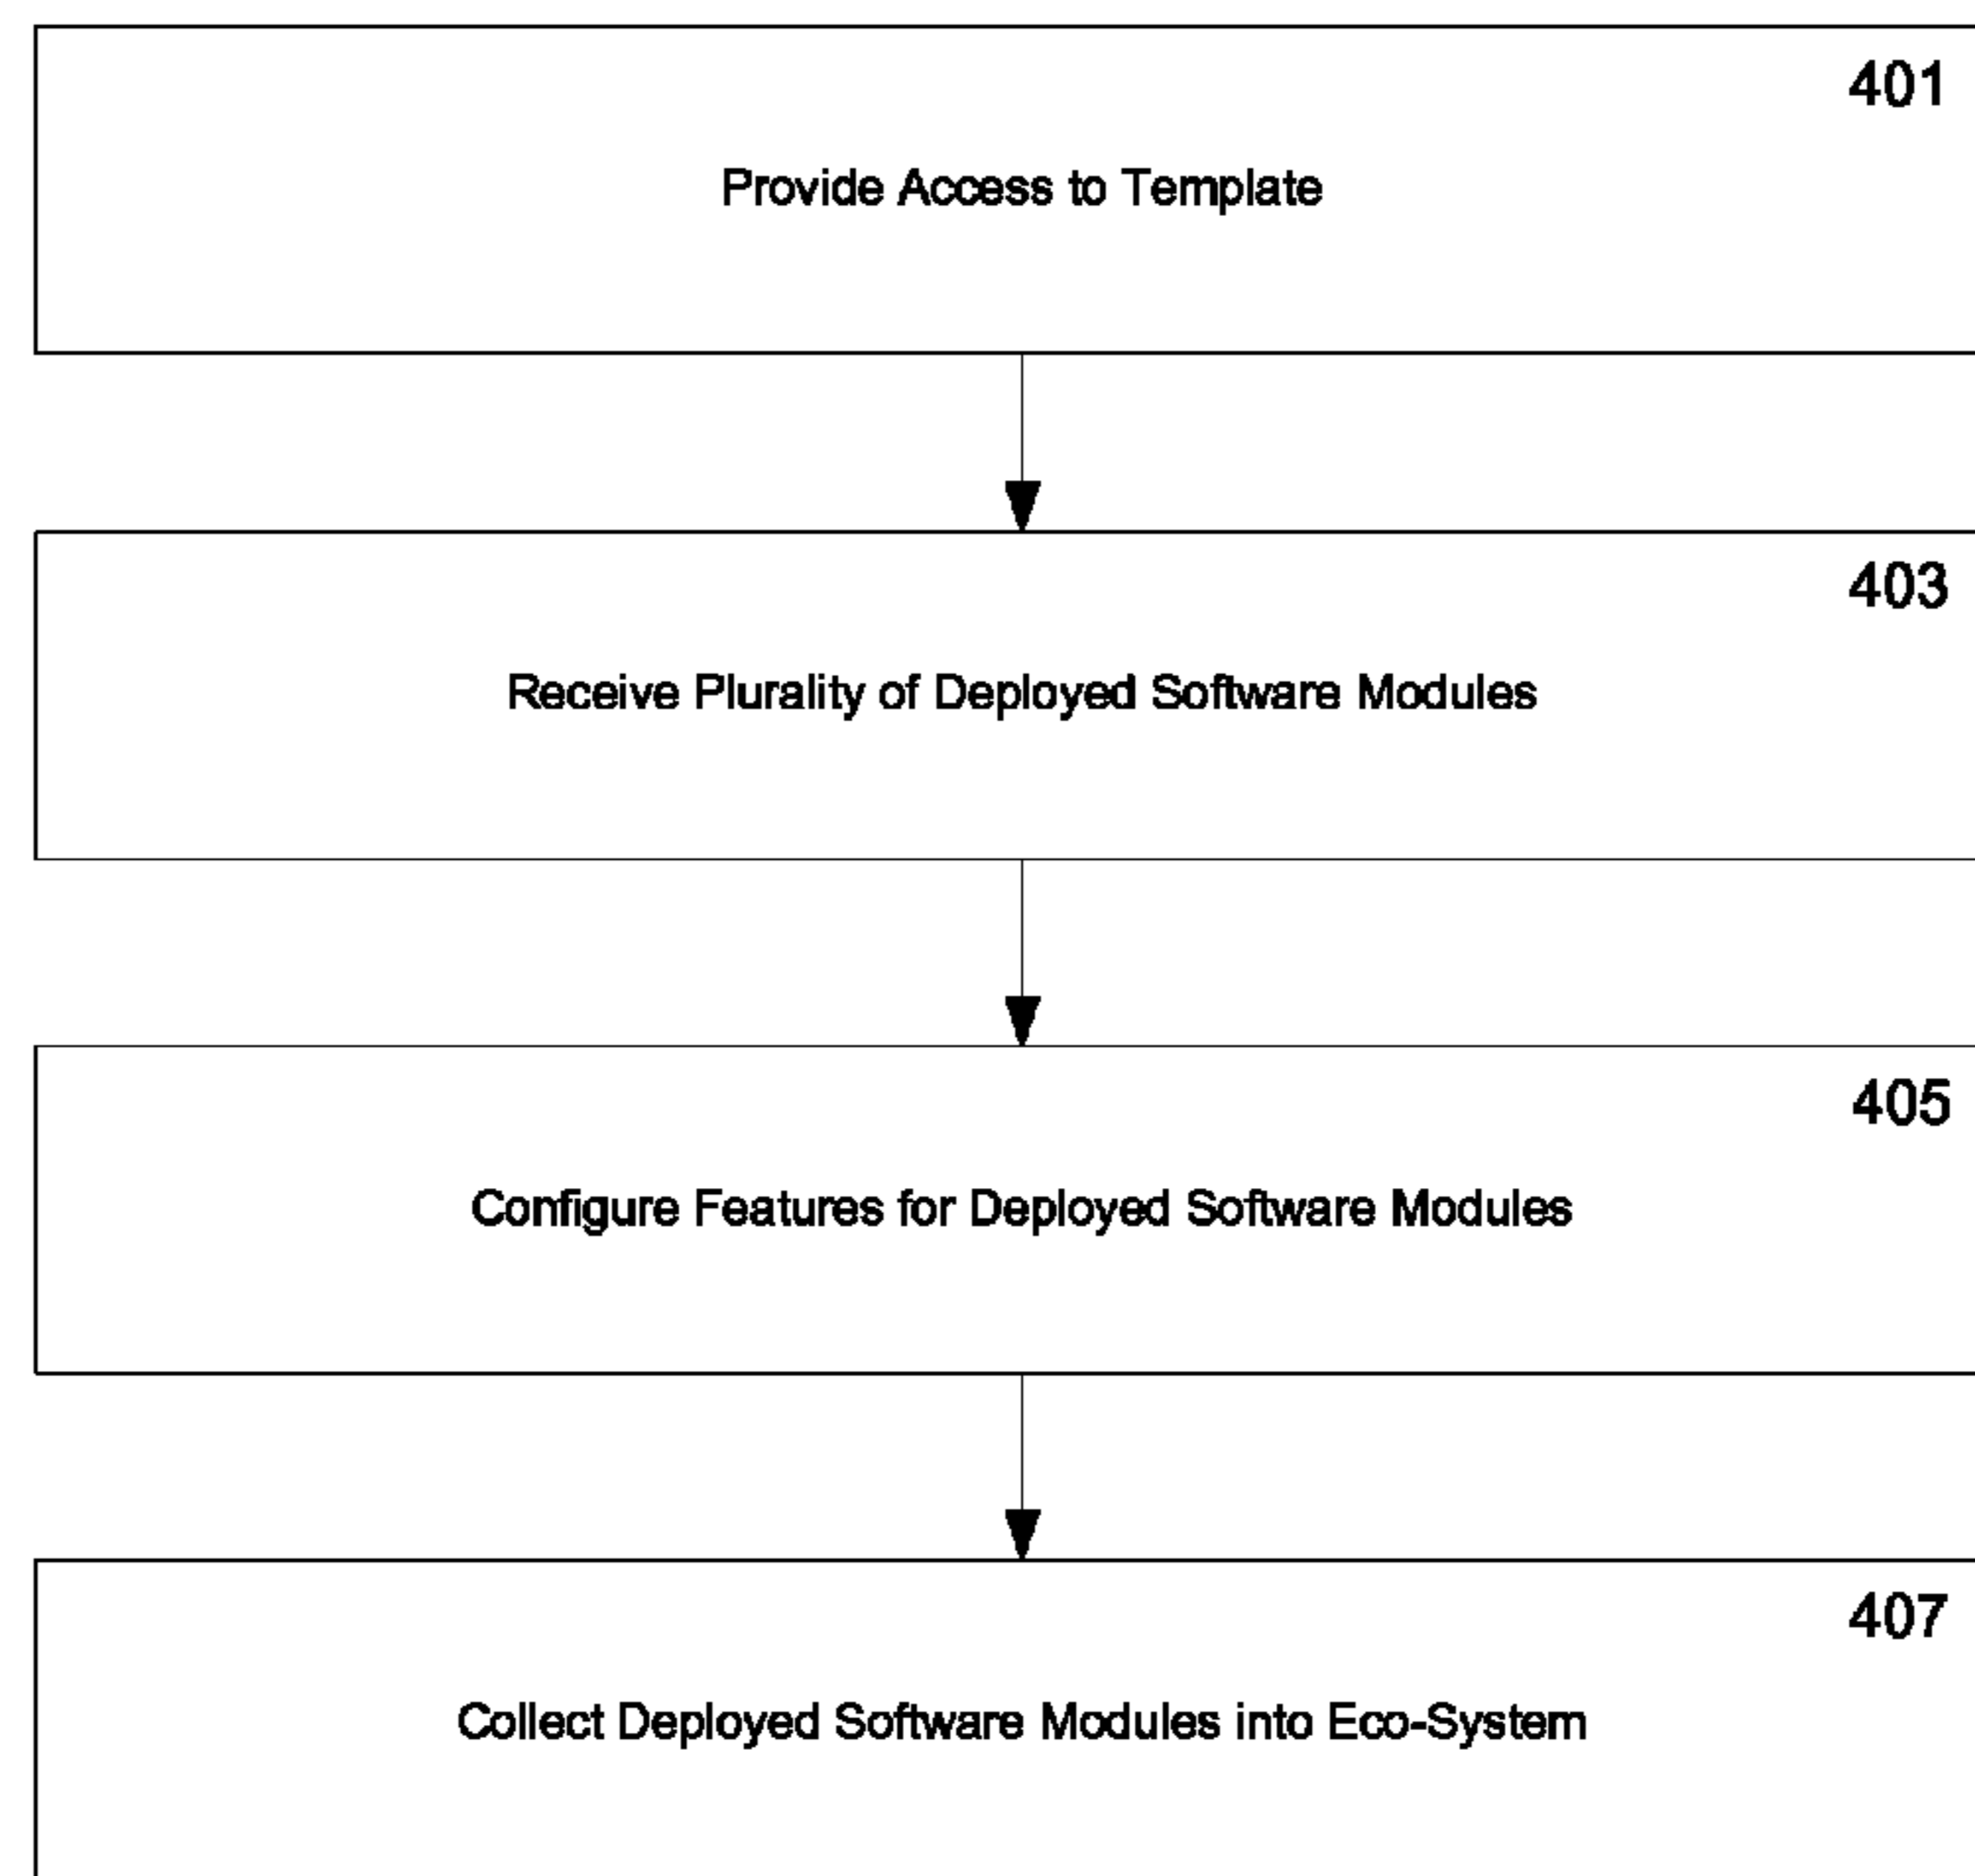 401
Provide Access to Template
403
Receive Plurality of Deployed Software Modules
405
Configure Features for Deployed Software Modules
407
Collect Deployed Software Modules into Eco-System